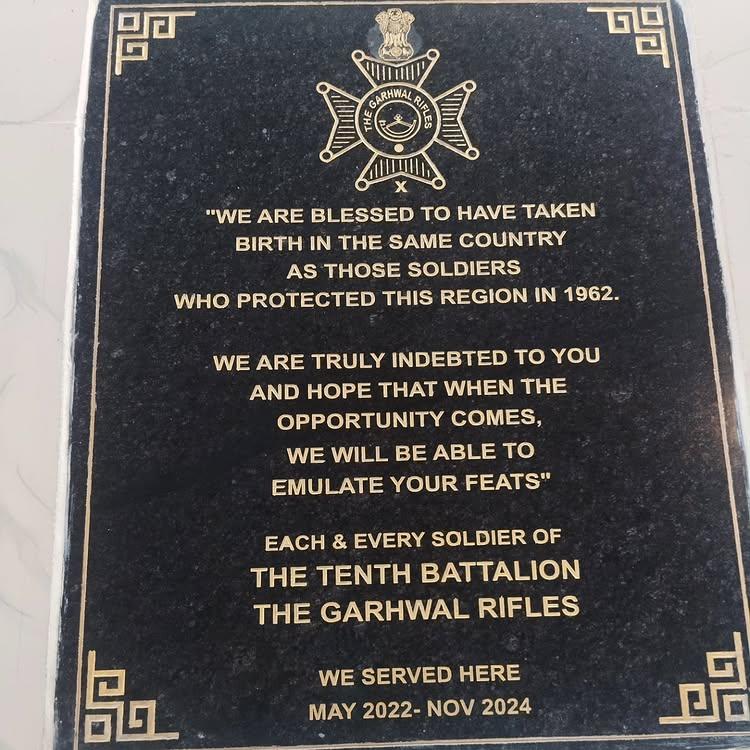 THE GARHWAL RIFLES
X
"WE ARE BLESSED TO HAVE TAKEN
BIRTH IN THE SAME COUNTRY
AS THOSE SOLDIERS
WHO PROTECTED THIS REGION IN 1962.
WE ARE TRULY INDEBTED TO YOU
AND HOPE THAT WHEN THE
OPPORTUNITY COMES,
WE WILL BE ABLE TO
EMULATE YOUR FEATS"
EACH & EVERY SOLDIER OF
THE TENTH BATTALION
THE GARHWAL RIFLES
WE SERVED HERE
MAY 2022- NOV 2024